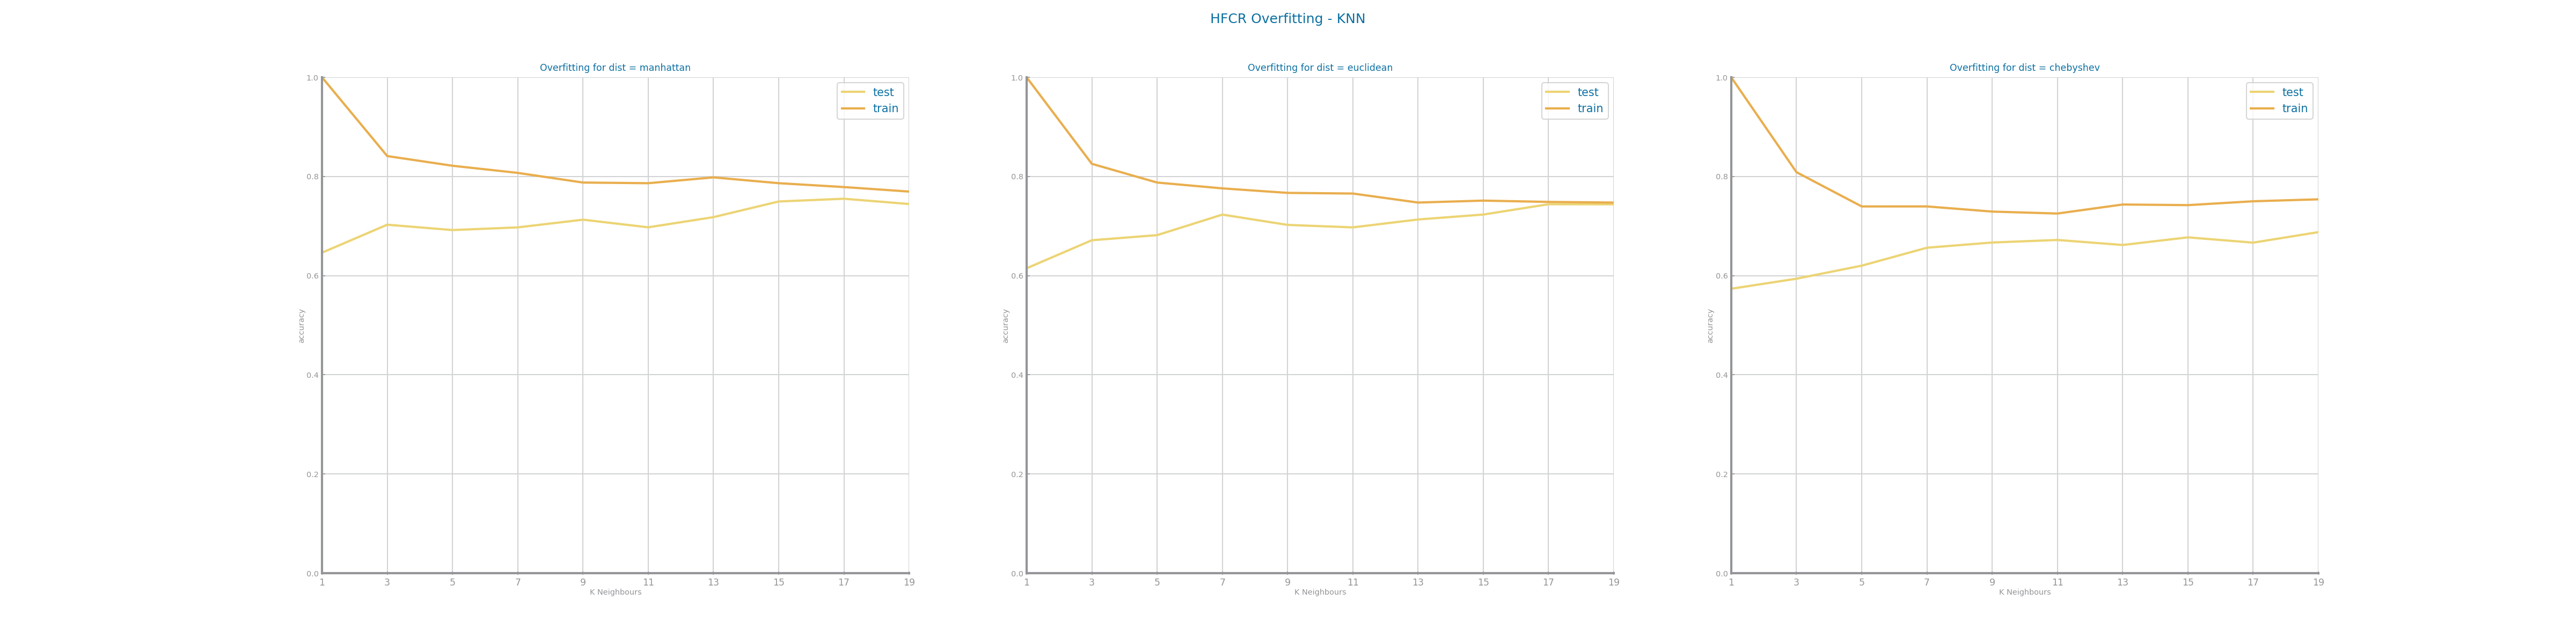 HFCR Overfitting - KNN
Overfitting for dist = manhattan
test
train
1.0
0.8
0.6
0.4
0.2
0.0
accuracy
1 3 5 7 9 11 13 15 17 19
K Neighbours
Overfitting for dist = euclidean
test
train
1.0
0.8
0.6
0.4
0.2
0.0
accuracy
1 3 5 7 9 11 13 15 17 19
K Neighbours
Overfitting for dist = chebyshev
test
train
1.0
0.8
0.6
0.4
0.2
0.0
accuracy
1 3 5 7 9 11 13 15 17 19
K Neighbours